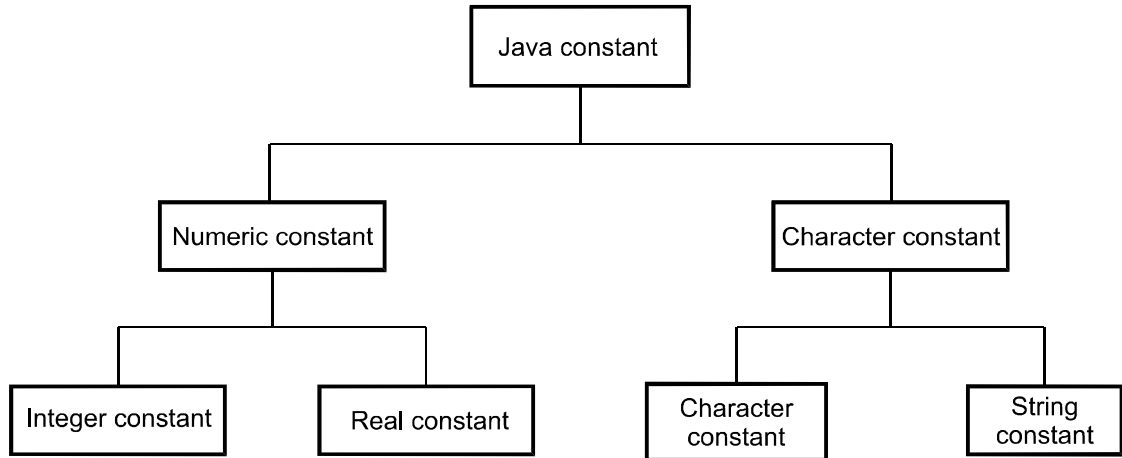 Java constant
Numeric constant
Character constant
Integer constant
Real constant
Character
constant
String
constant